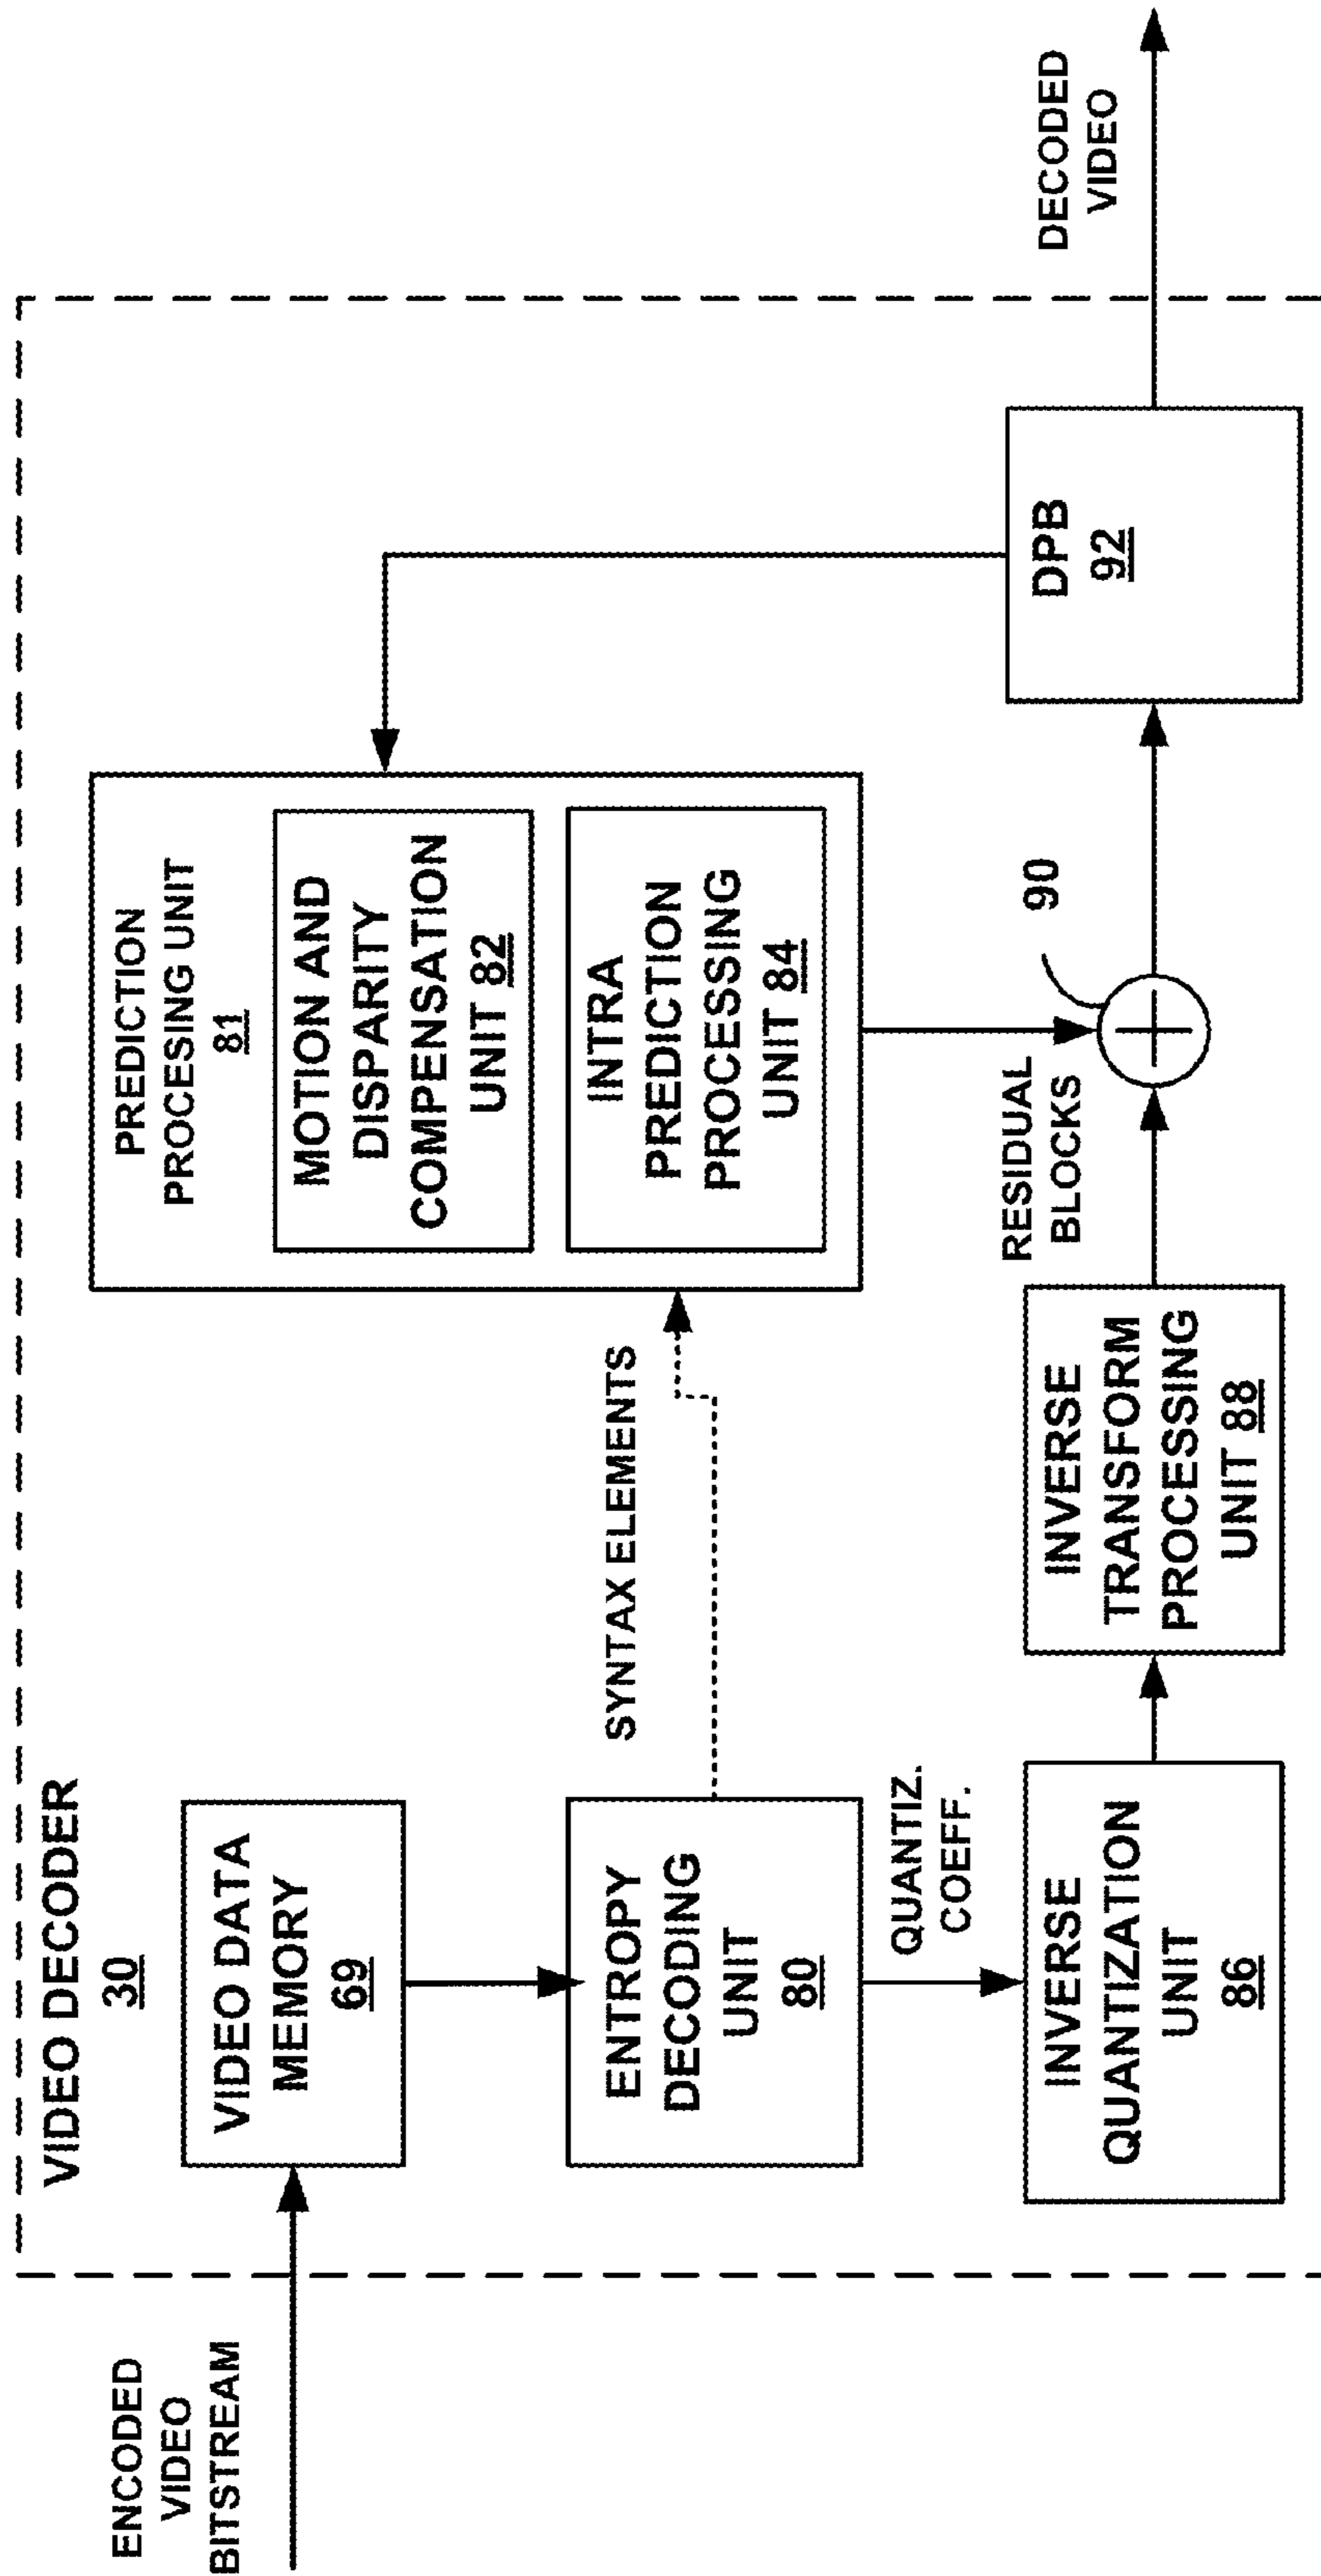 VIDEO DECODER
30
ENCODED
VIDEO
BITSTREAM
VIDEO DATA
MEMORY
69
ENTROPY
DECODING
UNIT
80
SYNTAX ELEMENTS
QUANTIZ.
COEFF.
INVERSE
QUANTIZATION
UNIT
86
INVERSE
TRANSFORM
PROCESSING
UNIT 88
RESIDUAL
BLOCKS
PREDICTION
PROCESING UNIT
81
MOTION AND
DISPARITY
COMPENSATION
UNIT 82
INTRA
PREDICTION
PROCESSING
UNIT 84
90
DPB
92
DECODED
VIDEO